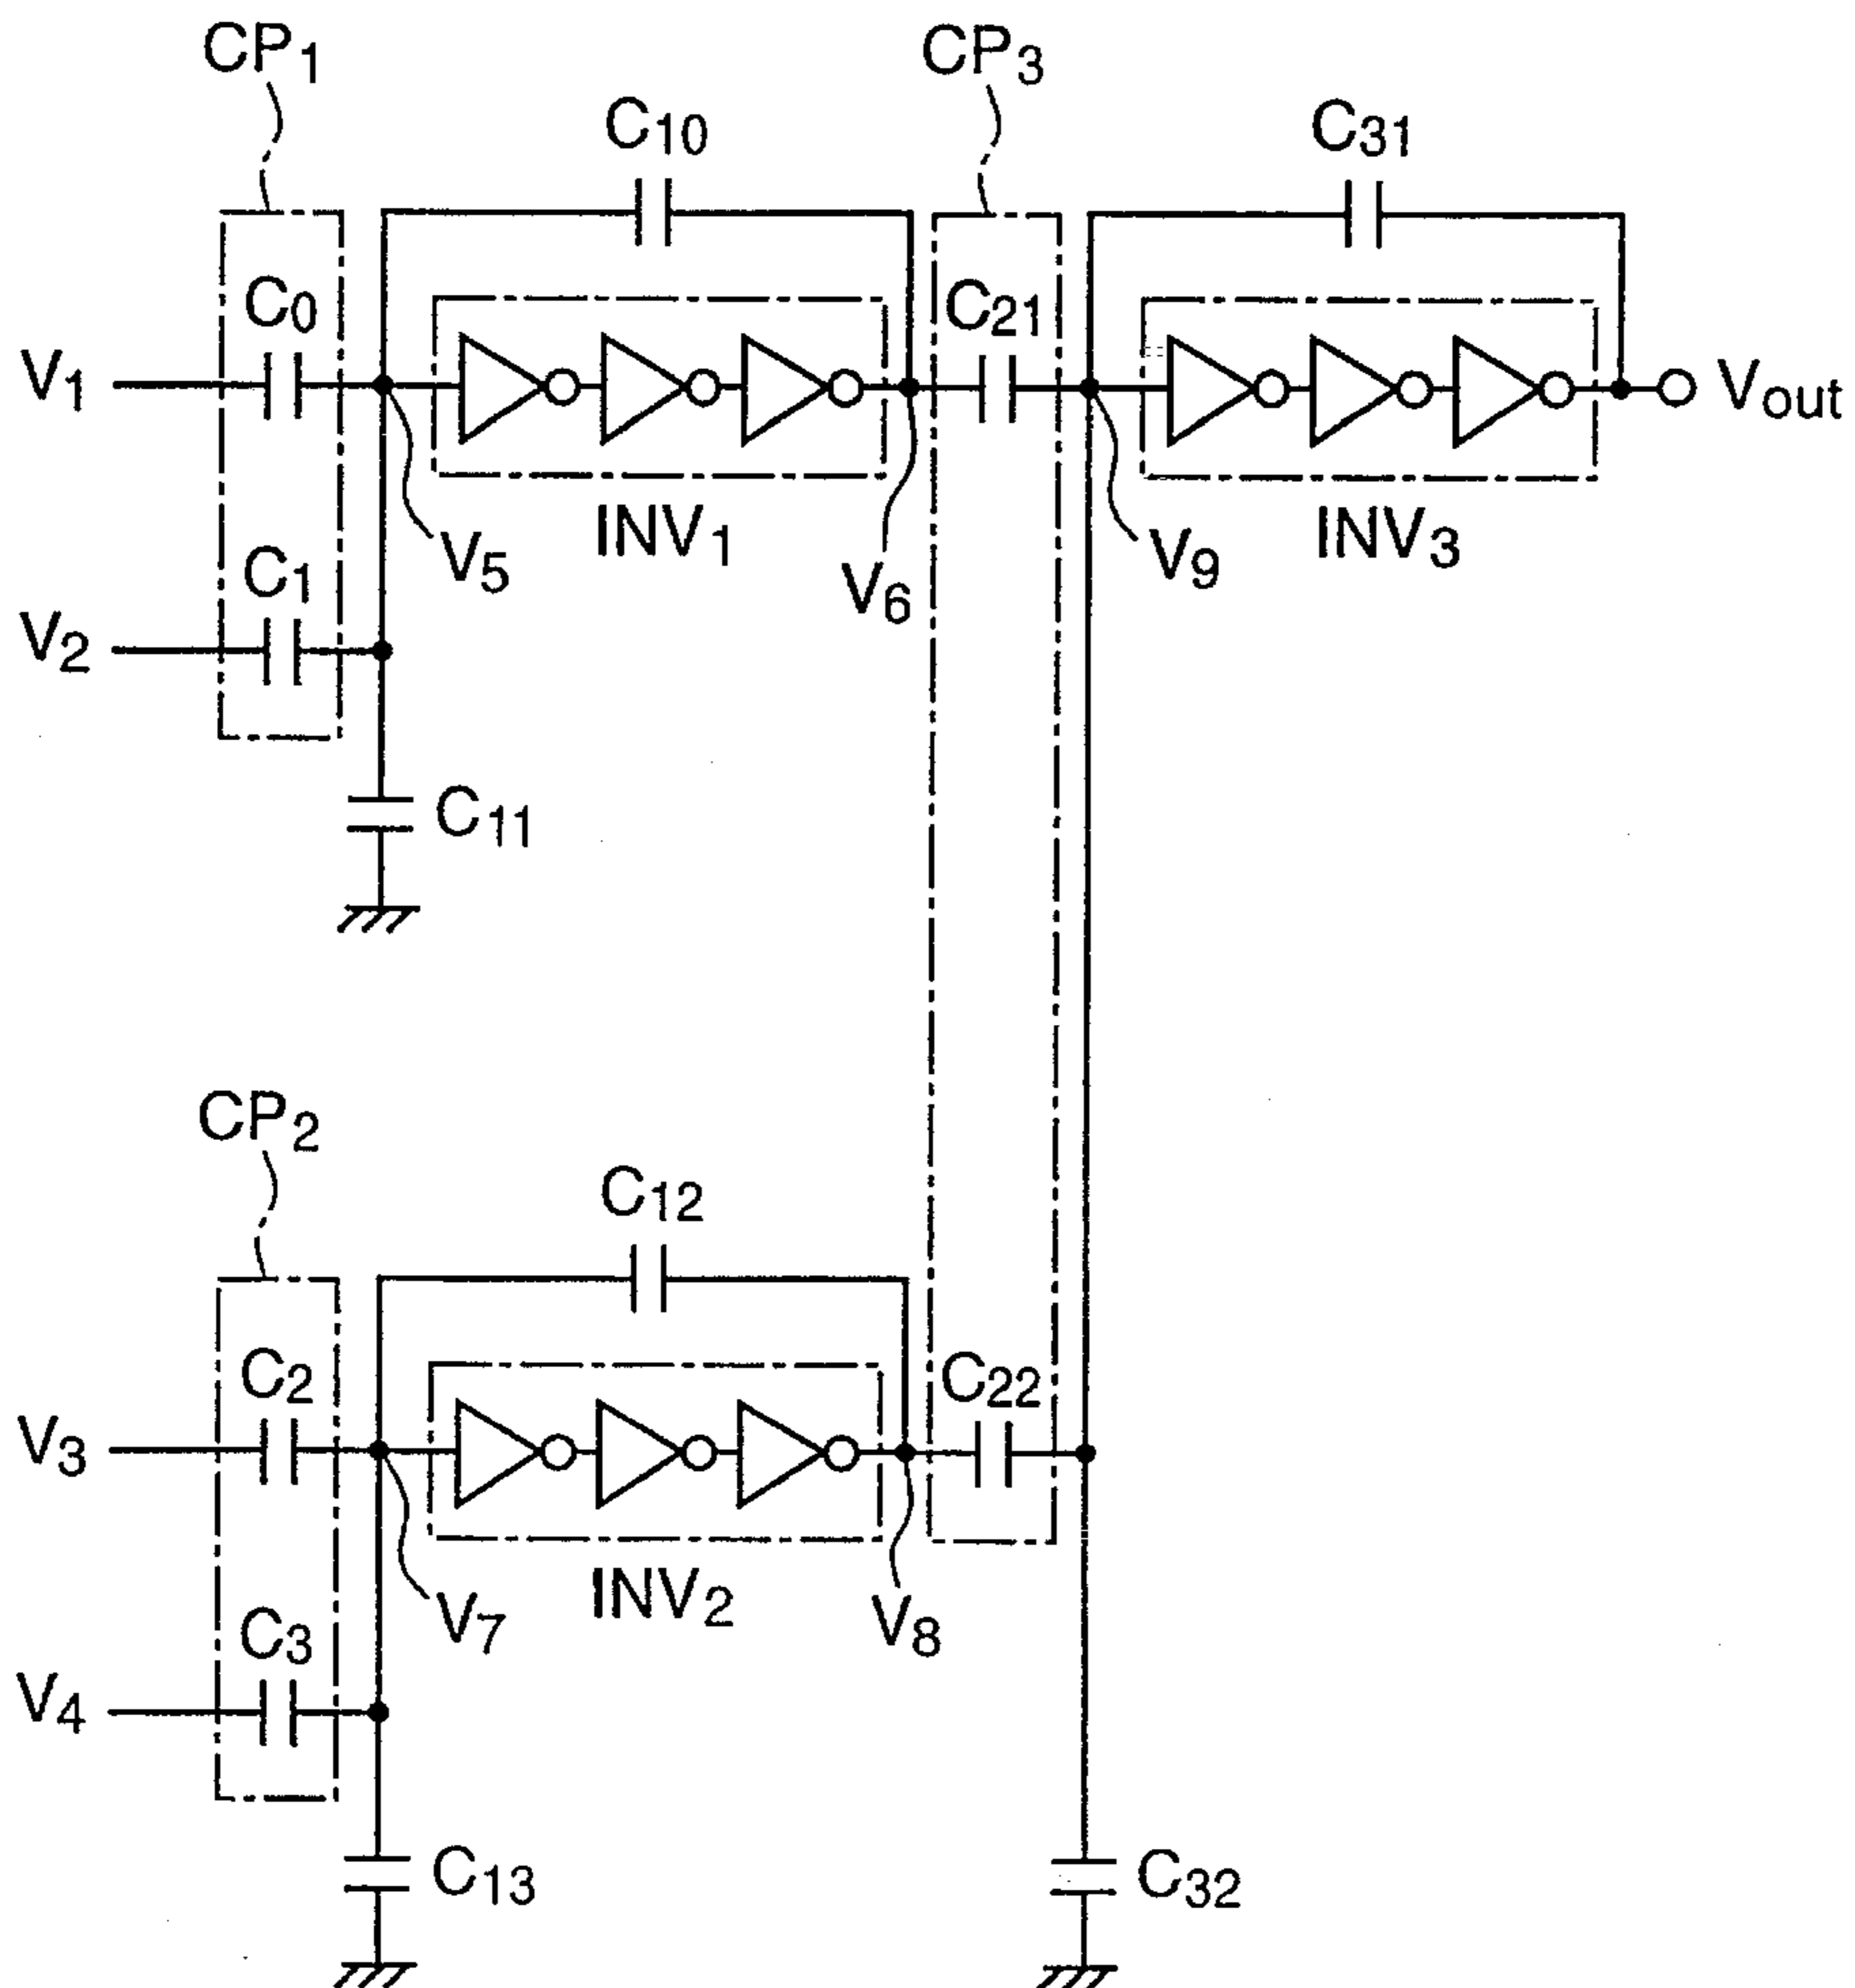 CP1
CP3
C10
C31
C0
C21
V1
Vout
INV1
INV3
V5
V9
V6
C1
V2
C11
CP2
C12
C2
C22
V3
INV2
V7
V8
C3
V4
C13
C32